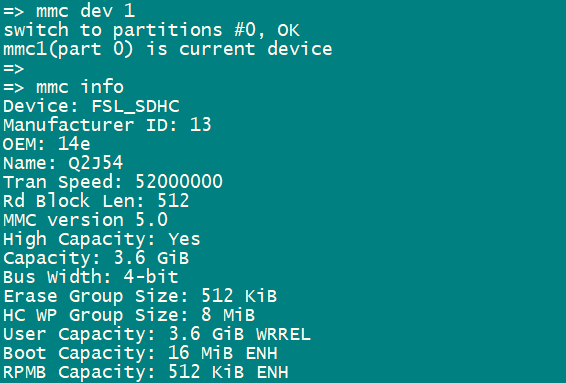 => mmc dev 1
switch to partitions #0, OK
mmc1(part 0) is current device
=>
=> mmc info
Device: FSL_SDHC
Manufacturer ID: 13
OEM: 14e
Name: Q2J54
Tran Speed: 52000000
Rd Block Len: 512
MMC version 5.0
High Capacity: Yes
Capacity: 3.6 GiB
Bus Width: 4-bit
Erase Group Size: 512 KiB
HC WP Group Size: 8 MiB
User Capacity: 3.6 GiB WRREL
Boot Capacity: 16 MiB ENH
RPMB Capacity: 512 KiB ENH